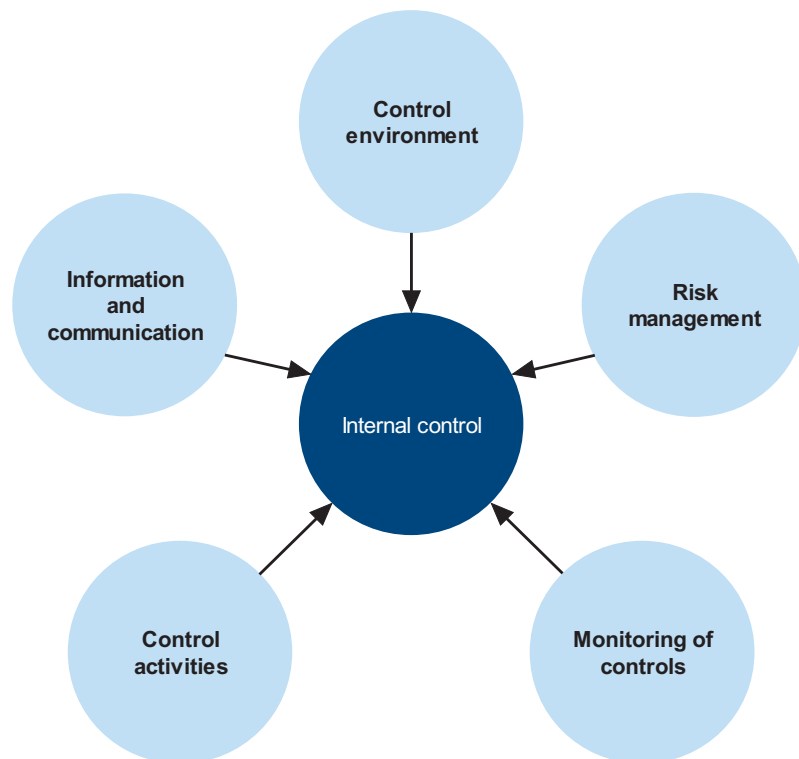 Control
environment
Information
and
communication
Risk
management
Internal control
Control
activities
Monitoring of
controls